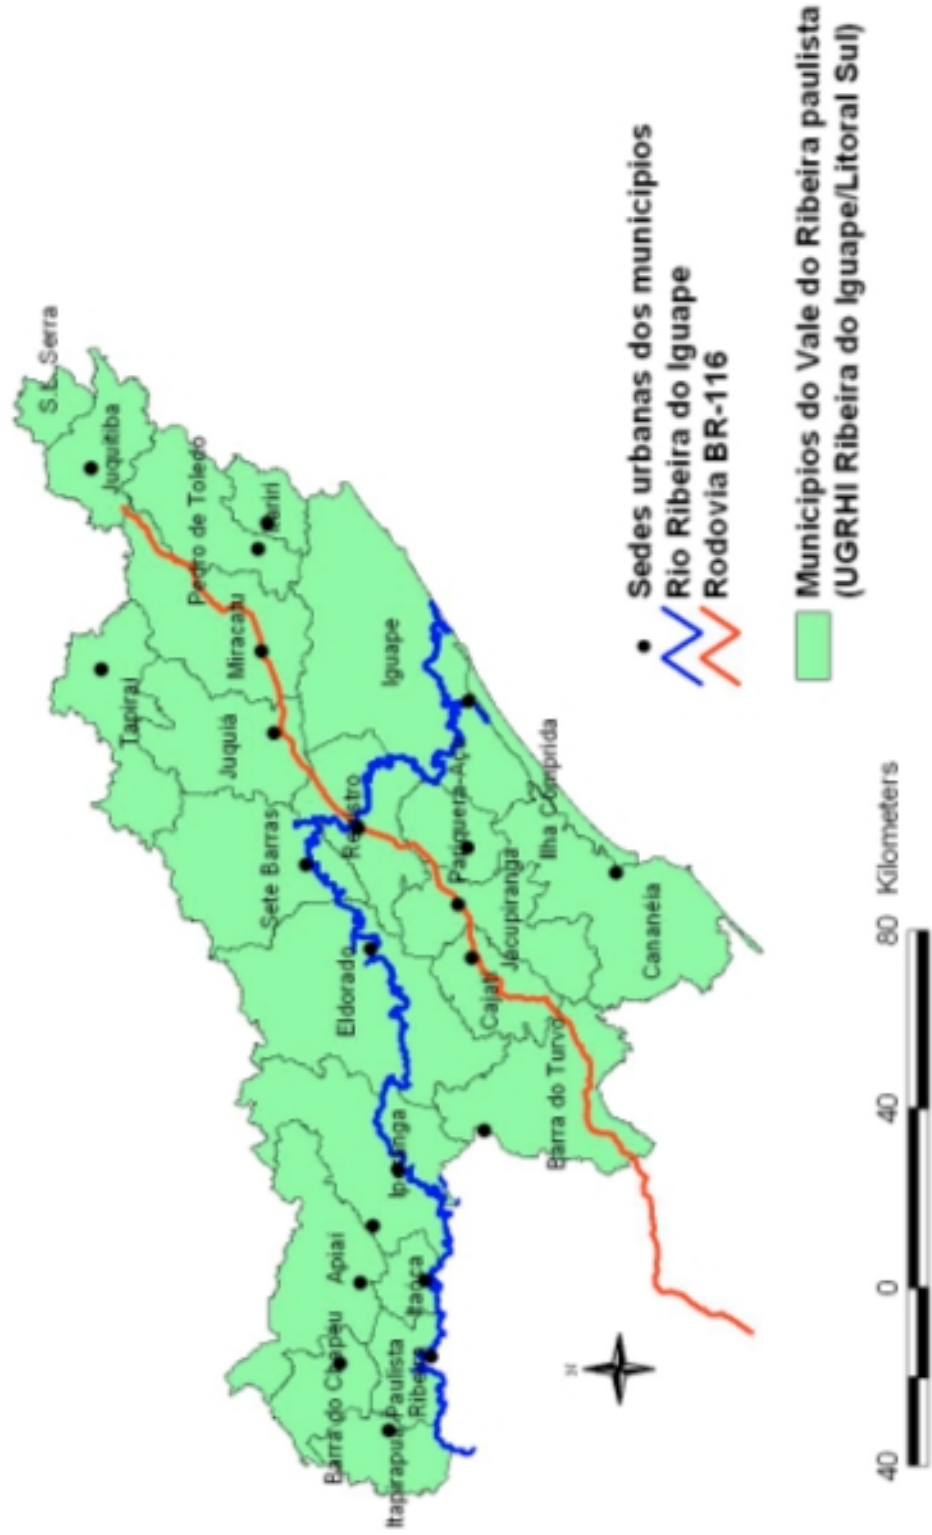 S.L. Serra
Juquitiba
Tapiraí
Pedro de Toledo
Itariri
Miracatu
Juquiá
Iguape
Sete Barras
Registro
Pariquera-Açu
Ilha Comprida
Eldorado
Jacupiranga
Cajati
Cananéia
Barra do Turvo
Iporanga
Apiaí
Itaóca
Barra do Chapéu
Ribeira
Itapirapuã Paulista
N
Sedes urbanas dos municipios
Rio Ribeira do Iguape
Rodovia BR-116
Municipios do Vale do Ribeira paulista
(UGRHI Ribeira do Iguape/Litoral Sul)
40 0 40 80 Kilometers